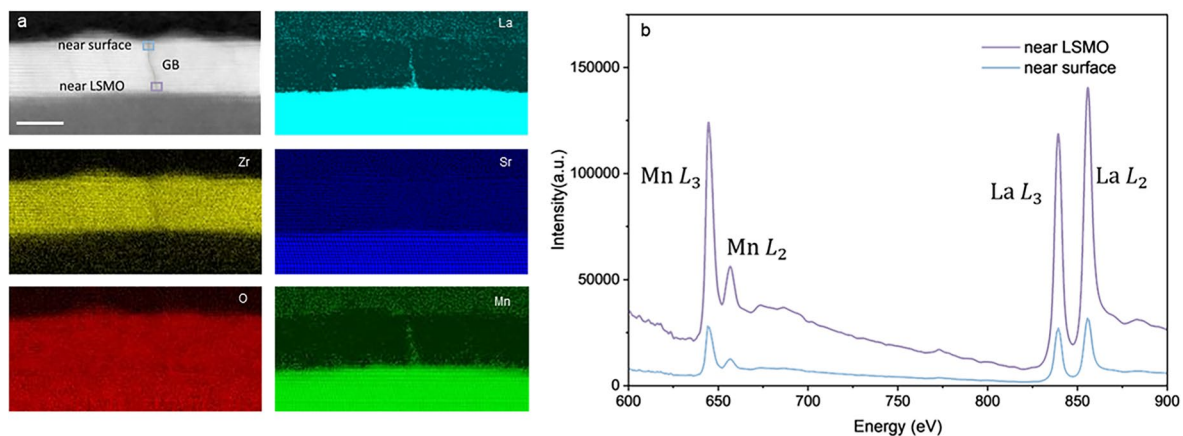 a
near surface
GB
near LSMO
La
Zr
Sr
O
Mn
b
near LSMO
near surface
150000
100000
50000
0
Intensity(a.u.)
Mn L3
Mn L2
La L3
La L2
600
650
700
750
800
850
900
Energy (eV)